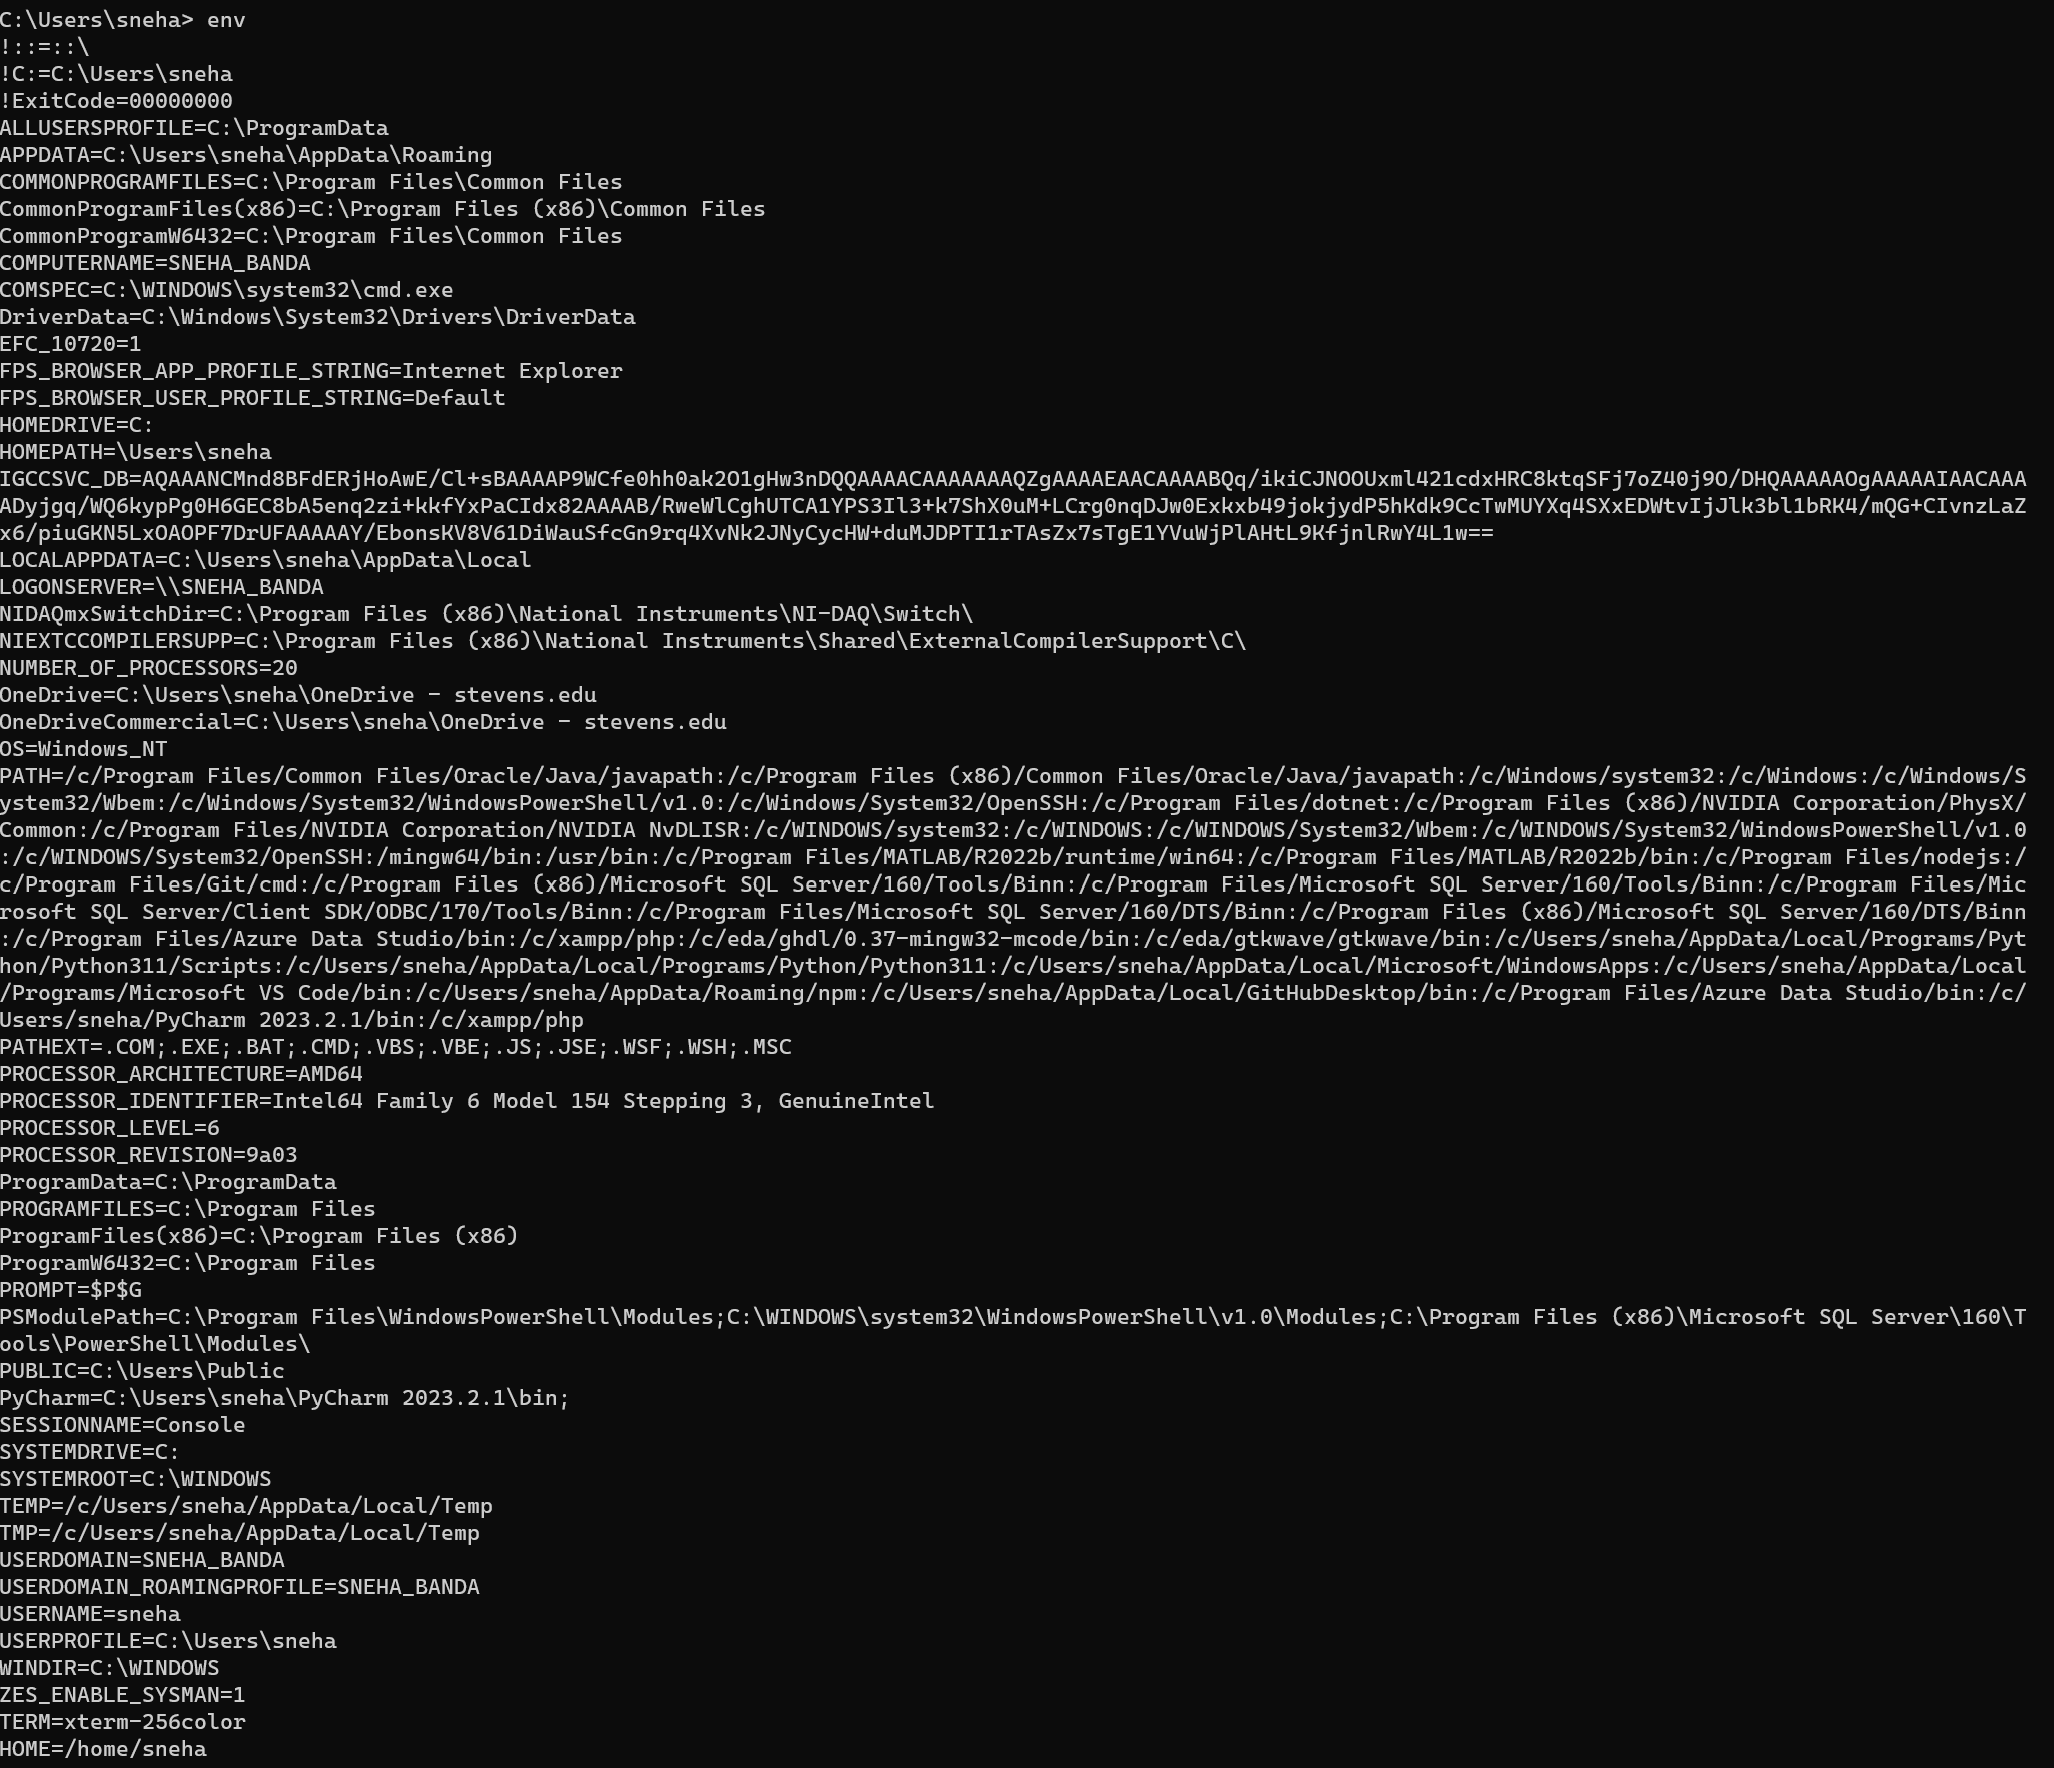 C:\Users\sneha> env
!::=::\
!C:=C:\Users\sneha
!ExitCode=00000000
ALLUSERSPROFILE=C:\ProgramData
APPDATA=C:\Users\sneha\AppData\Roaming
COMMONPROGRAMFILES=C:\Program Files\Common Files
CommonProgramFiles(x86)=C:\Program Files (x86)\Common Files
CommonProgramW6432=C:\Program Files\Common Files
COMPUTERNAME=SNEHA_BANDA
COMSPEC=C:\WINDOWS\system32\cmd.exe
DriverData=C:\Windows\System32\Drivers\DriverData
EFC_10720=1
FPS_BROWSER_APP_PROFILE_STRING=Internet Explorer
FPS_BROWSER_USER_PROFILE_STRING=Default
HOMEDRIVE=C:
HOMEPATH=\Users\sneha
IGCCSVC_DB=AQAAANCMnd8BFdERjHoAwE/Cl+sBAAAAP9WCfe0hh0ak2O1gHw3nDQQAAAACAAAAAAAQZgAAAAEAACAAAABQq/ikiCJNOOUxml421cdxHRC8ktqSFj7oZ40j9O/DHQAAAAAOgAAAAAIAACAAA
ADyjgq/WQ6kypPg0H6GEC8bA5enq2zi+kkfYxPaCIdx82AAAAB/RweWlCghUTCA1YPS3Il3+k7ShX0uM+LCrg0nqDJw0Exkxb49jokjydP5hKdk9CcTwMUYXq4SXxEDWtvIjJlk3bl1bRK4/mQG+CIvnzLaZ
x6/piuGKN5LxOAOPF7DrUFAAAAAY/EbonsKV8V61DiWauSfcGn9rq4XvNk2JNyCycHW+duMJDPTI1rTAsZx7sTgE1YVuWjPlAHtL9KfjnlRwY4L1w==
LOCALAPPDATA=C:\Users\sneha\AppData\Local
LOGONSERVER=\\SNEHA_BANDA
NIDAQmxSwitchDir=C:\Program Files (x86)\National Instruments\NI-DAQ\Switch\
NIEXTCCOMPILERSUPP=C:\Program Files (x86)\National Instruments\Shared\ExternalCompilerSupport\C\
NUMBER_OF_PROCESSORS=20
OneDrive=C:\Users\sneha\OneDrive - stevens.edu
OneDriveCommercial=C:\Users\sneha\OneDrive - stevens.edu
OS=Windows_NT
PATH=/c/Program Files/Common Files/Oracle/Java/javapath:/c/Program Files (x86)/Common Files/Oracle/Java/javapath:/c/Windows/system32:/c/Windows:/c/Windows/S
ystem32/Wbem:/c/Windows/System32/WindowsPowerShell/v1.0:/c/Windows/System32/OpenSSH:/c/Program Files/dotnet:/c/Program Files (x86)/NVIDIA Corporation/PhysX/
Common:/c/Program Files/NVIDIA Corporation/NVIDIA NvDLISR:/c/WINDOWS/system32:/c/WINDOWS:/c/WINDOWS/System32/Wbem:/c/WINDOWS/System32/WindowsPowerShell/v1.0
:/c/WINDOWS/System32/OpenSSH:/mingw64/bin:/usr/bin:/c/Program Files/MATLAB/R2022b/runtime/win64:/c/Program Files/MATLAB/R2022b/bin:/c/Program Files/nodejs:/
c/Program Files/Git/cmd:/c/Program Files (x86)/Microsoft SQL Server/160/Tools/Binn:/c/Program Files/Microsoft SQL Server/160/Tools/Binn:/c/Program Files/Mic
rosoft SQL Server/Client SDK/ODBC/170/Tools/Binn:/c/Program Files/Microsoft SQL Server/160/DTS/Binn:/c/Program Files (x86)/Microsoft SQL Server/160/DTS/Binn
:/c/Program Files/Azure Data Studio/bin:/c/xampp/php:/c/eda/ghdl/0.37-mingw32-mcode/bin:/c/eda/gtkwave/gtkwave/bin:/c/Users/sneha/AppData/Local/Programs/Pyt
hon/Python311/Scripts:/c/Users/sneha/AppData/Local/Programs/Python/Python311:/c/Users/sneha/AppData/Local/Microsoft/WindowsApps:/c/Users/sneha/AppData/Local
/Programs/Microsoft VS Code/bin:/c/Users/sneha/AppData/Roaming/npm:/c/Users/sneha/AppData/Local/GitHubDesktop/bin:/c/Program Files/Azure Data Studio/bin:/c/
Users/sneha/PyCharm 2023.2.1/bin:/c/xampp/php
PATHEXT=.COM;.EXE;.BAT;.CMD;.VBS;.VBE;.JS;.JSE;.WSF;.WSH;.MSC
PROCESSOR_ARCHITECTURE=AMD64
PROCESSOR_IDENTIFIER=Intel64 Family 6 Model 154 Stepping 3, GenuineIntel
PROCESSOR_LEVEL=6
PROCESSOR_REVISION=9a03
ProgramData=C:\ProgramData
PROGRAMFILES=C:\Program Files
ProgramFiles(x86)=C:\Program Files (x86)
ProgramW6432=C:\Program Files
PROMPT=$P$G
PSModulePath=C:\Program Files\WindowsPowerShell\Modules;C:\WINDOWS\system32\WindowsPowerShell\v1.0\Modules;C:\Program Files (x86)\Microsoft SQL Server\160\T
ools\PowerShell\Modules\
PUBLIC=C:\Users\Public
PyCharm=C:\Users\sneha\PyCharm 2023.2.1\bin;
SESSIONNAME=Console
SYSTEMDRIVE=C:
SYSTEMROOT=C:\WINDOWS
TEMP=/c/Users/sneha/AppData/Local/Temp
TMP=/c/Users/sneha/AppData/Local/Temp
USERDOMAIN=SNEHA_BANDA
USERDOMAIN_ROAMINGPROFILE=SNEHA_BANDA
USERNAME=sneha
USERPROFILE=C:\Users\sneha
WINDIR=C:\WINDOWS
ZES_ENABLE_SYSMAN=1
TERM=xterm-256color
HOME=/home/sneha